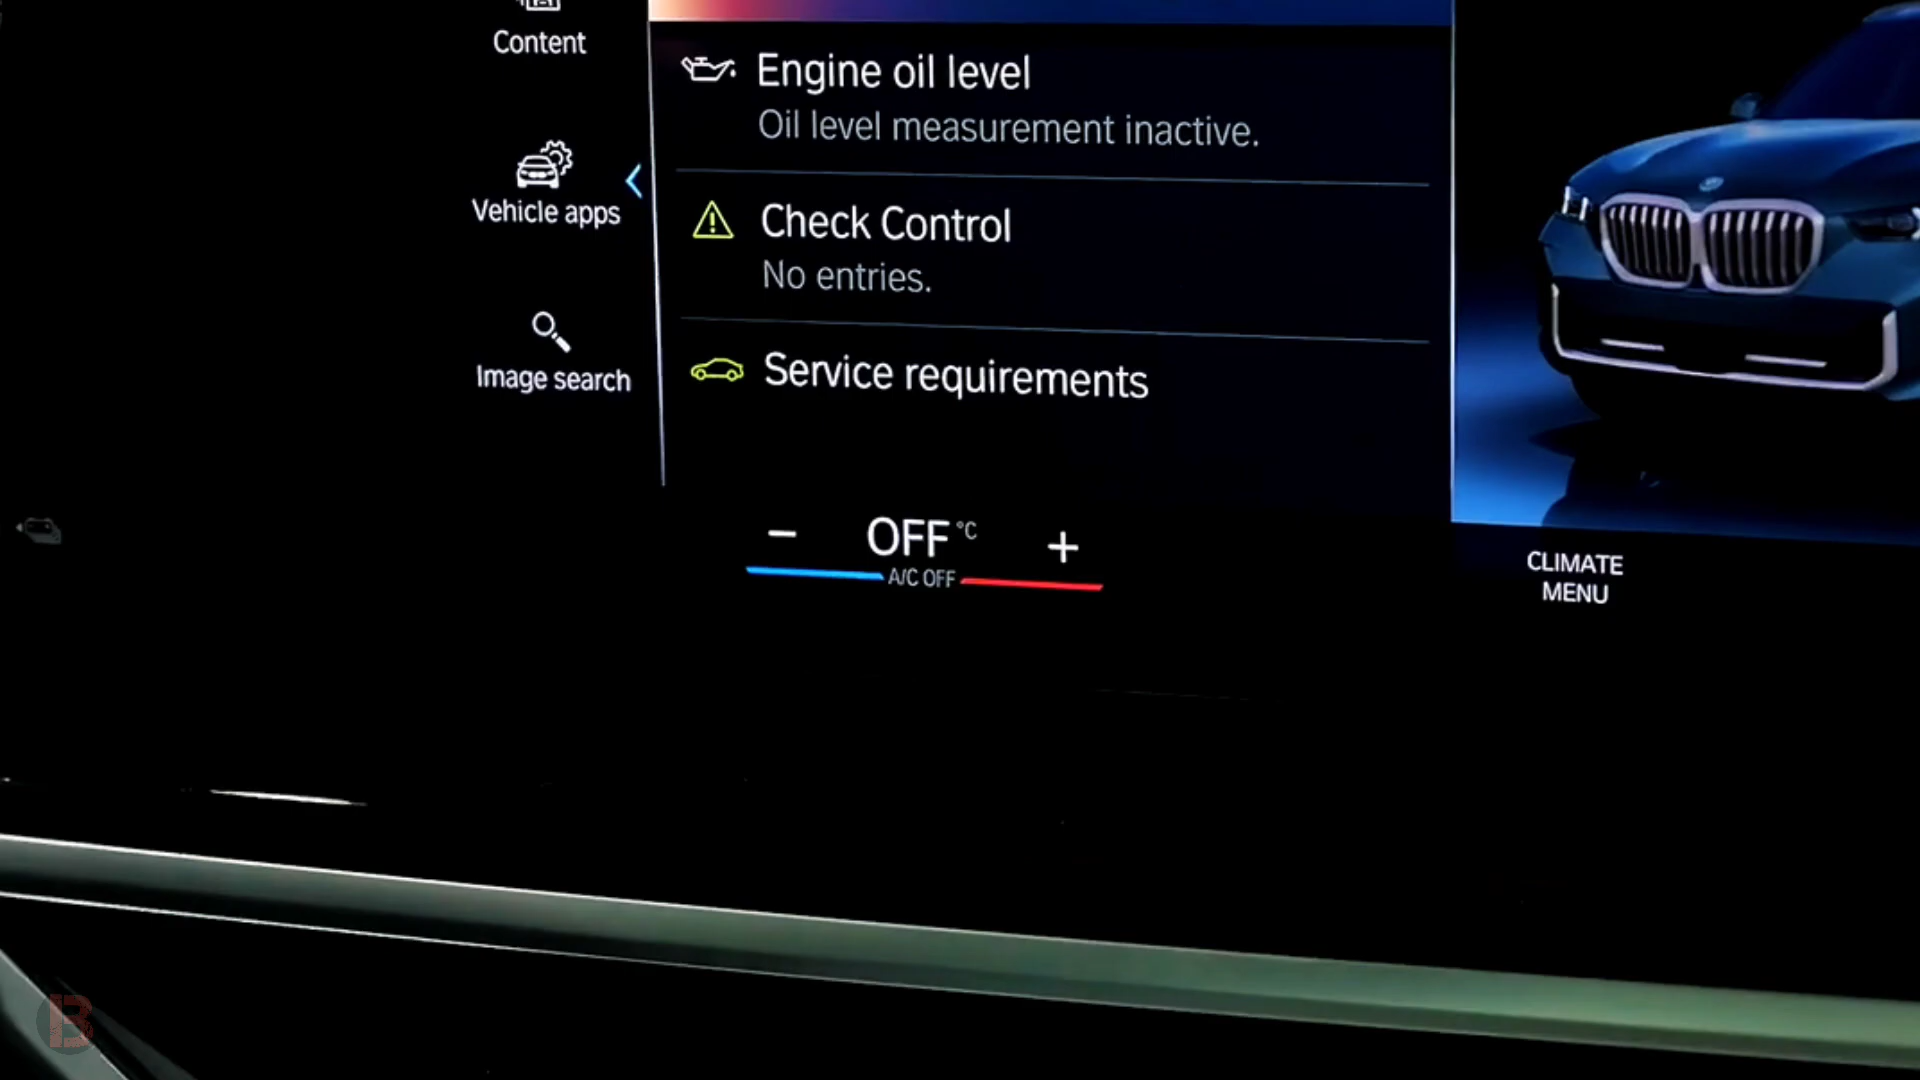 Content
Vehicle apps
Image search
Engine oil level
Oil level measurement inactive.
Check Control
No entries.
Service requirements
− OFF °C +
A/C OFF
CLIMATE
MENU